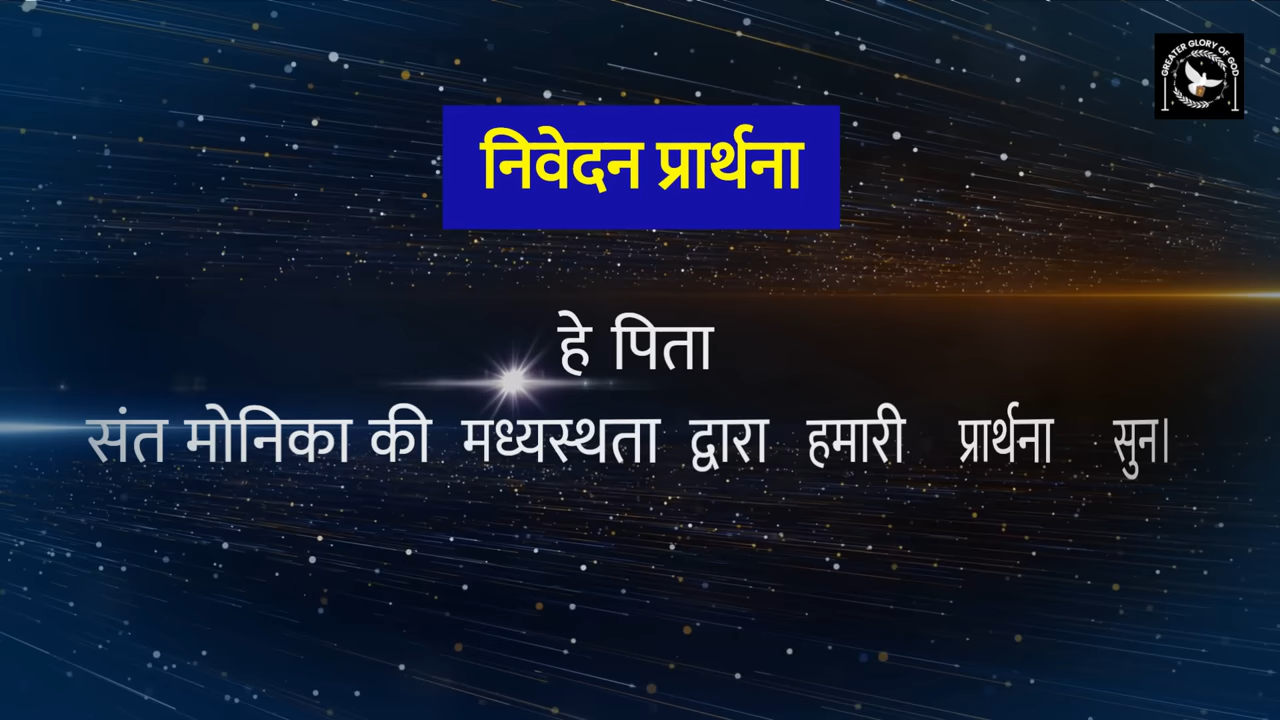 GREATER GLORY OF GOD
निवेदन प्रार्थना
हे पिता
संत मोनिका की मध्यस्थता द्वारा हमारी प्रार्थना सुन।